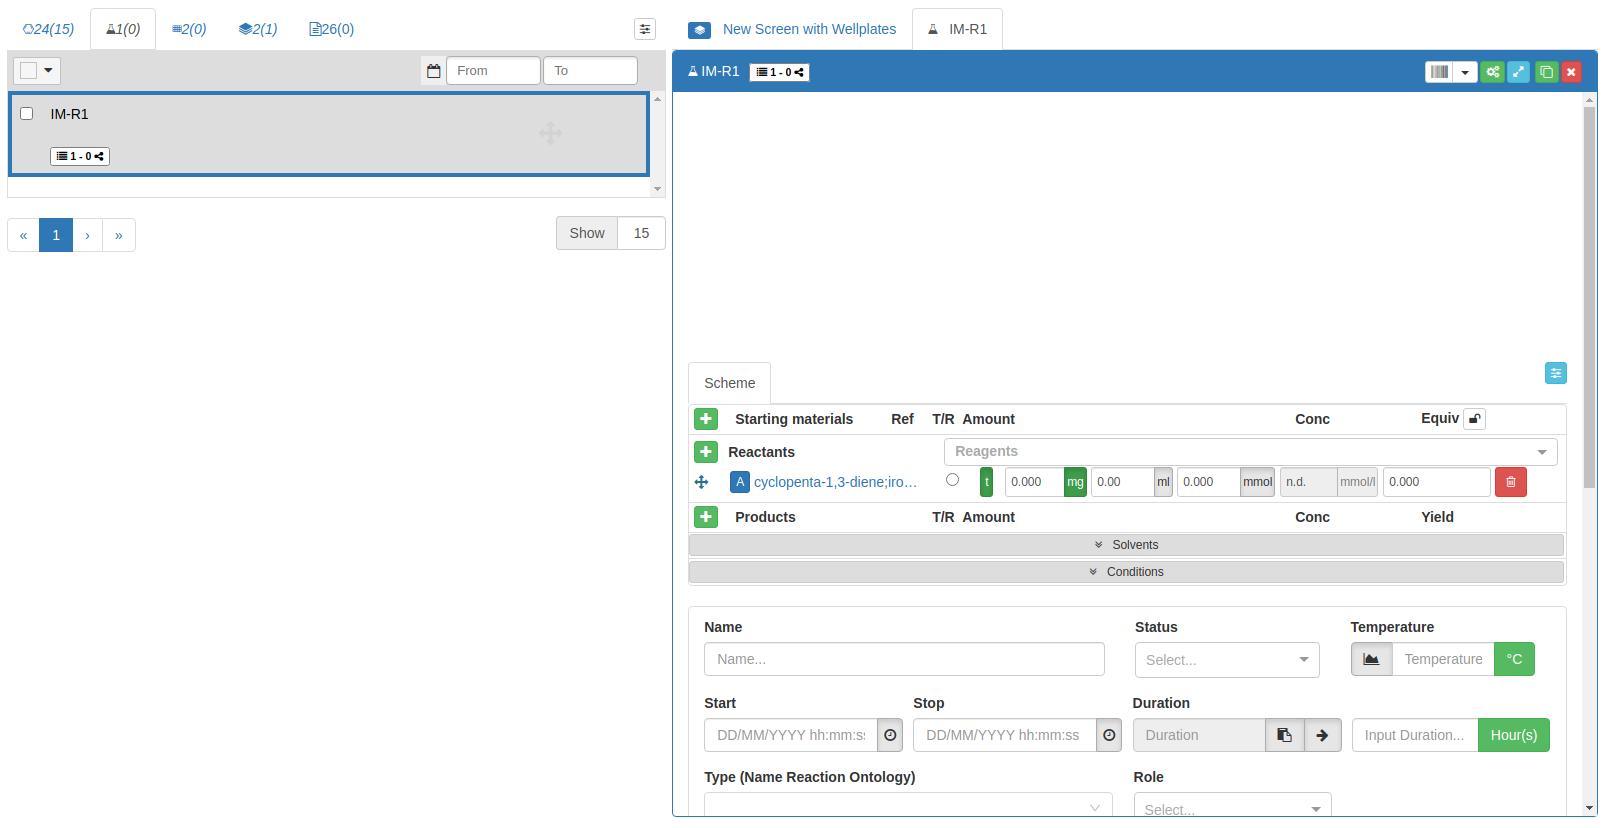 24(15) 1(0) 2(0) 2(1) 26(0)
From To
IM-R1
1 - 0
« 1 › »
Show 15
New Screen with Wellplates IM-R1
IM-R1 1 - 0
Scheme
Starting materials Ref T/R Amount Conc Equiv
Reactants Reagents
A cyclopenta-1,3-diene;iro… t 0.000 mg 0.00 ml 0.000 mmol n.d. mmol/l 0.000
Products T/R Amount Conc Yield
Solvents
Conditions
Name Status Temperature
Name... Select... Temperature °C
Start Stop Duration
DD/MM/YYYY hh:mm:ss DD/MM/YYYY hh:mm:ss Duration Input Duration... Hour(s)
Type (Name Reaction Ontology) Role
Select...